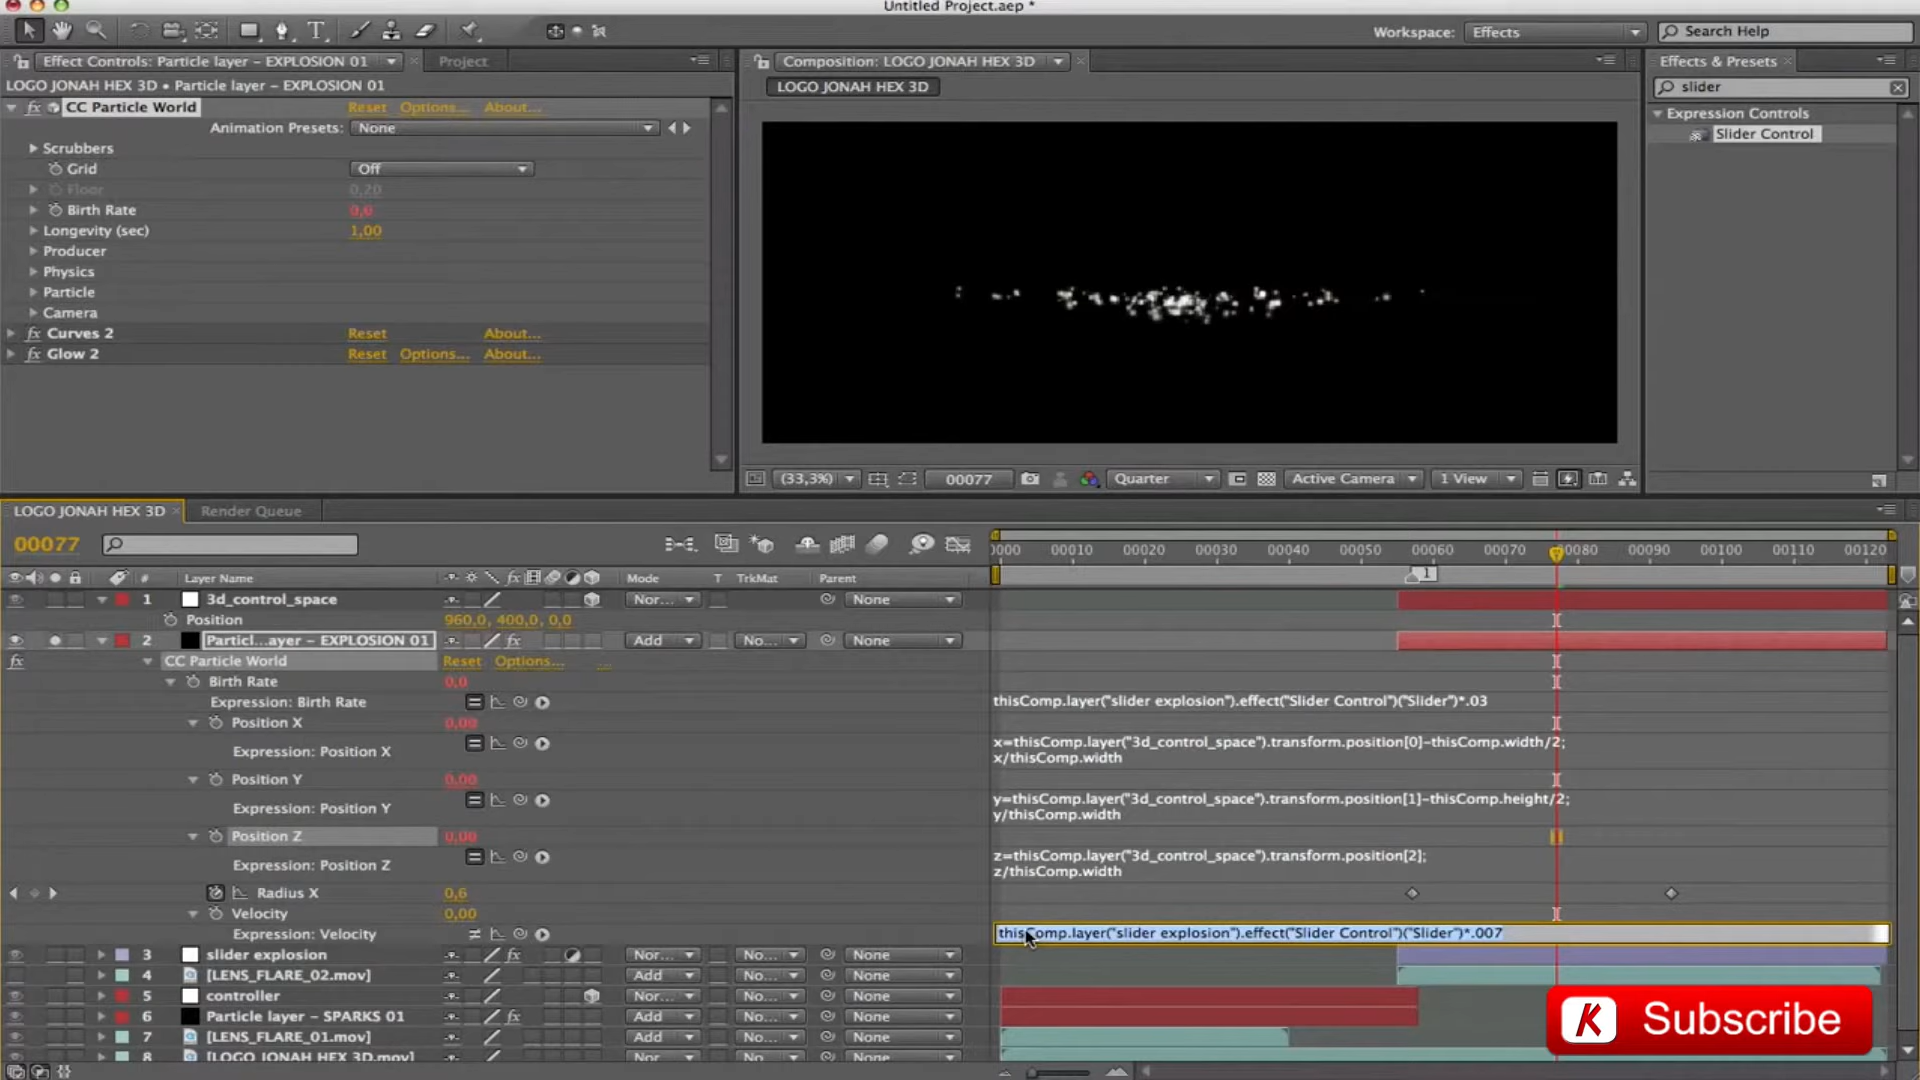 Untitled Project.aep *
Workspace: Effects
Search Help
Effect Controls: Particle layer – EXPLOSION 01
Project
Composition: LOGO JONAH HEX 3D
Effects & Presets
LOGO JONAH HEX 3D • Particle layer – EXPLOSION 01
LOGO JONAH HEX 3D
slider
fx CC Particle World Reset Options... About...
Expression Controls
Animation Presets: None
Slider Control
Scrubbers
Grid Off
Floor 0,20
Birth Rate 0,0
Longevity (sec) 1,00
Producer
Physics
Particle
Camera
fx Curves 2 Reset About...
fx Glow 2 Reset Options... About...
(33,3%) 00077 Quarter Active Camera 1 View
LOGO JONAH HEX 3D Render Queue
00077
0000 00010 00020 00030 00040 00050 00060 00070 00080 00090 00100 00110 00120
# Layer Name fx Mode T TrkMat Parent
1
1 3d_control_space Nor... None
Position 960,0, 400,0, 0,0
2 Particl...ayer – EXPLOSION 01 fx Add No... None
fx CC Particle World Reset Options... ...
Birth Rate 0,0
Expression: Birth Rate thisComp.layer("slider explosion").effect("Slider Control")("Slider")*.03
Position X 0,00
Expression: Position X x=thisComp.layer("3d_control_space").transform.position[0]-thisComp.width/2;
x/thisComp.width
Position Y 0,00
Expression: Position Y y=thisComp.layer("3d_control_space").transform.position[1]-thisComp.height/2;
y/thisComp.width
Position Z 0,00
Expression: Position Z z=thisComp.layer("3d_control_space").transform.position[2];
z/thisComp.width
Radius X 0,6
Velocity 0,00
Expression: Velocity thisComp.layer("slider explosion").effect("Slider Control")("Slider")*.007
3 slider explosion fx Nor... No... None
4 [LENS_FLARE_02.mov] Add No... None
5 controller Nor... No... None
6 Particle layer – SPARKS 01 fx Add No... None
7 [LENS_FLARE_01.mov] Add No... None
8 [LOGO JONAH HEX 3D.mov] Nor No... None
K Subscribe